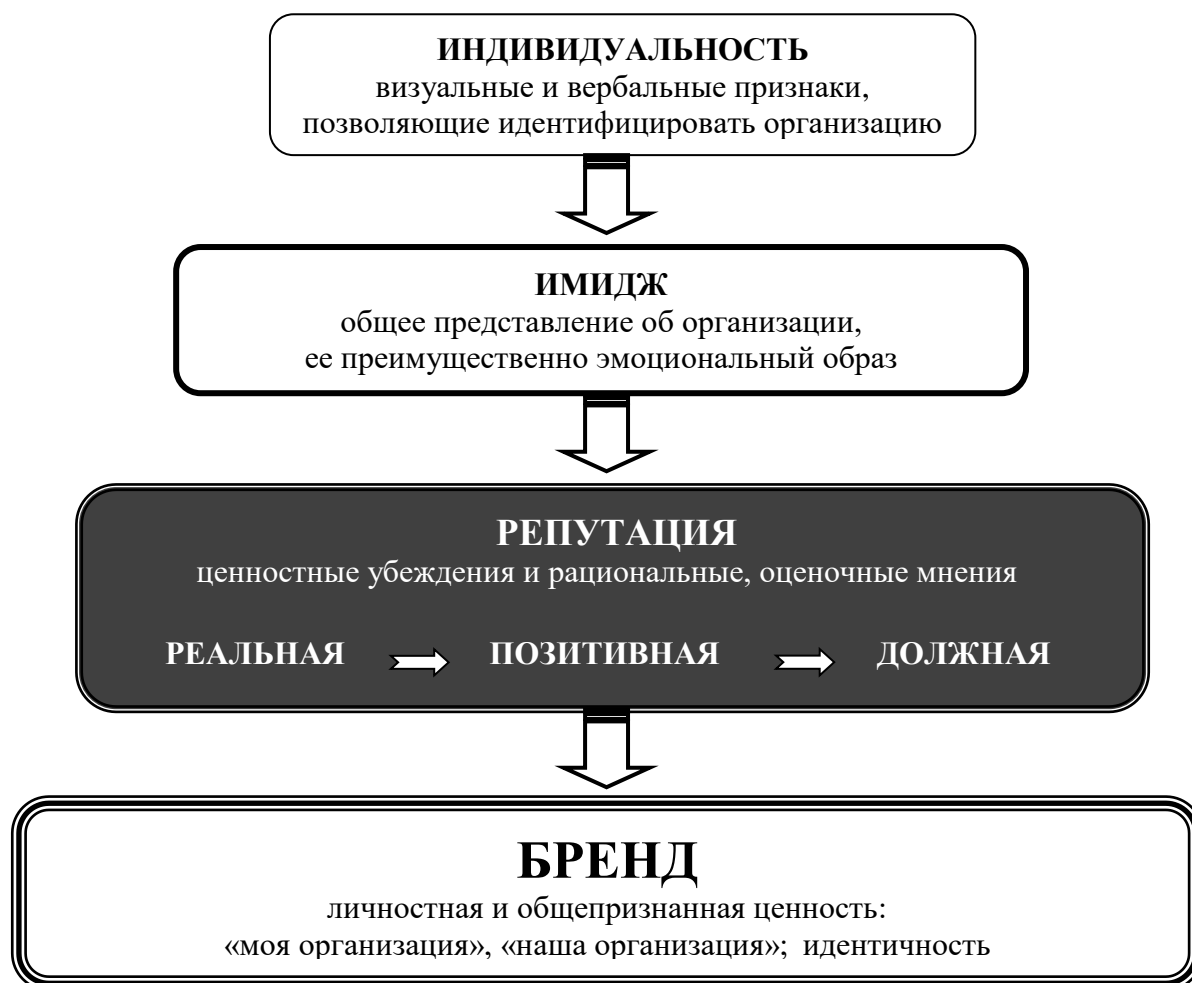 ИНДИВИДУАЛЬНОСТЬ
визуальные и вербальные признаки,
позволяющие идентифицировать организацию
ИМИДЖ
общее представление об организации,
ее преимущественно эмоциональный образ
РЕПУТАЦИЯ
ценностные убеждения и рациональные, оценочные мнения
РЕАЛЬНАЯ ПОЗИТИВНАЯ ДОЛЖНАЯ
БРЕНД
личностная и общепризнанная ценность:
«моя организация», «наша организация»; идентичность